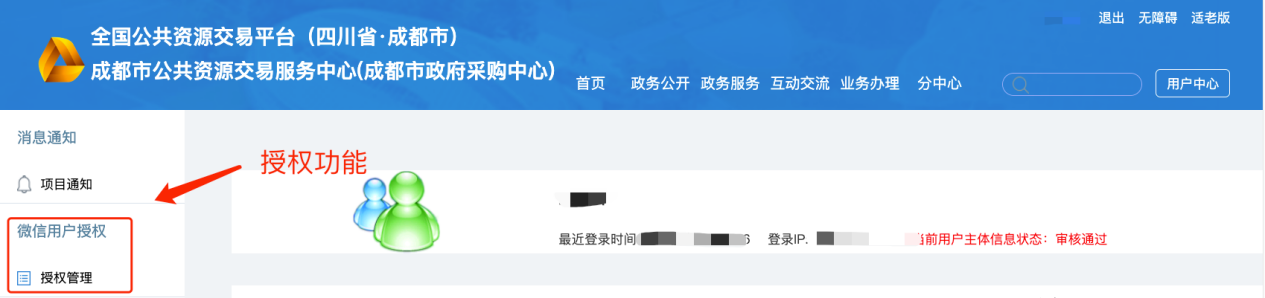 退出 无障碍 适老版
全国公共资源交易平台（四川省·成都市）
成都市公共资源交易服务中心(成都市政府采购中心)
首页 政务公开 政务服务 互动交流 业务办理 分中心 用户中心
消息通知
授权功能
项目通知
微信用户授权
最近登录时间 登录IP. 当前用户主体信息状态：审核通过
授权管理